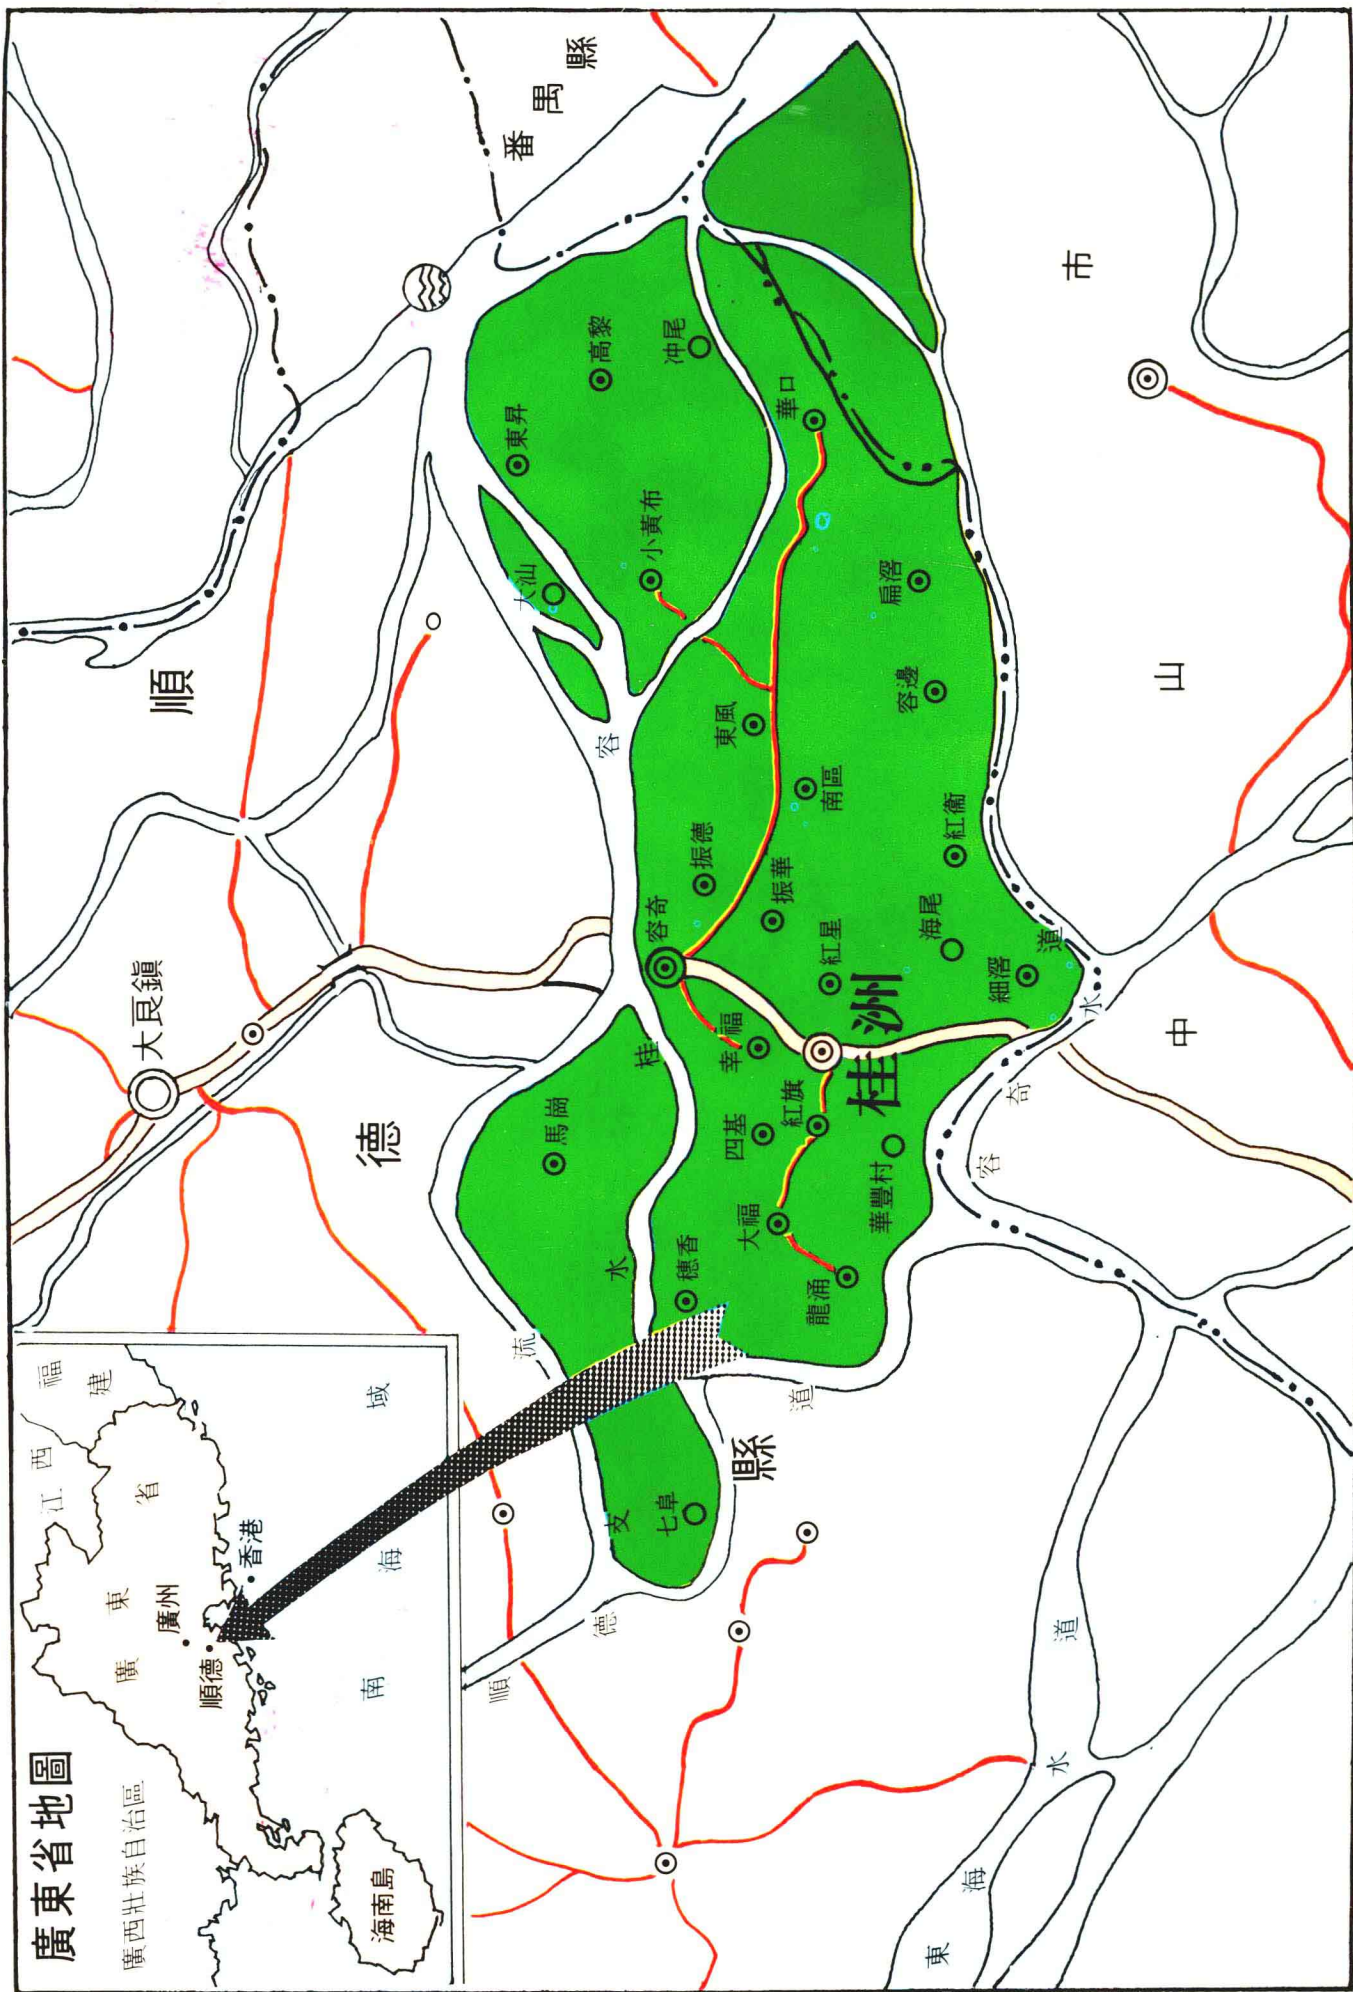 廣東省地圖
江西
福建
廣西壯族自治區
廣東省
廣州
順德
香港
海南島
南海域
順德縣
番禺縣
中山市
大良鎮
桂洲
容奇
馬崗
穗香
七阜
四基
幸福
紅旗
大福
龍涌
華豐村
紅星
振華
振德
南區
東風
海尾
細滘
紅衞
容邊
扁滘
華口
小黃布
大汕
東昇
高黎
冲尾
容桂水道
容奇水道
順德支流
東海水道